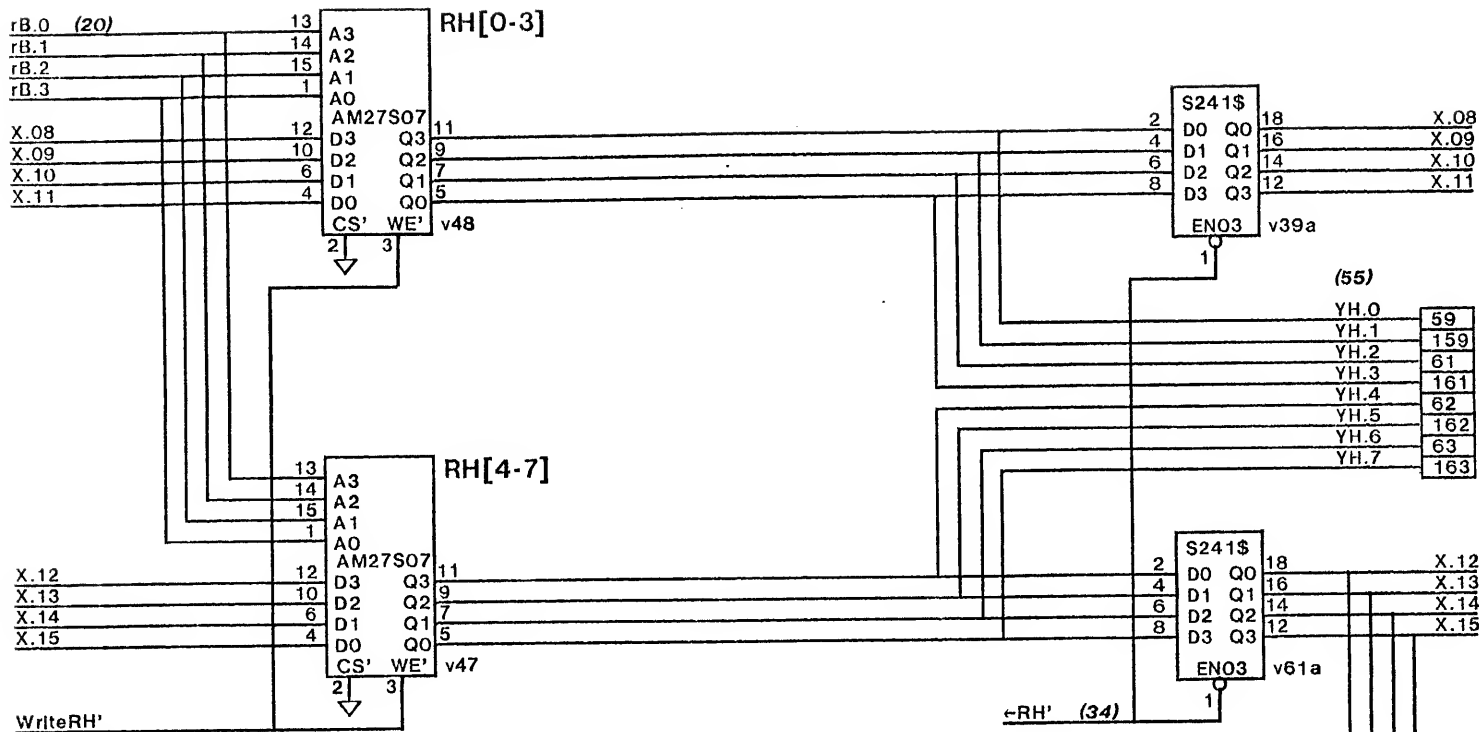 rB.0 (20)
rB.1
rB.2
rB.3
13
14
15
1
A3
A2
A1
A0
RH[0-3]
AM27S07
X.08
X.09
X.10
X.11
12
10
6
4
D3 Q3
D2 Q2
D1 Q1
D0 Q0
11
9
7
5
CS' WE'
v48
2
3
S241$
2
4
6
8
D0 Q0
D1 Q1
D2 Q2
D3 Q3
18
16
14
12
X.08
X.09
X.10
X.11
EN03
v39a
1
(55)
YH.0 59
YH.1 159
YH.2 61
YH.3 161
YH.4 62
YH.5 162
YH.6 63
YH.7 163
13
14
15
1
A3
A2
A1
A0
RH[4-7]
AM27S07
X.12
X.13
X.14
X.15
12
10
6
4
D3 Q3
D2 Q2
D1 Q1
D0 Q0
11
9
7
5
CS' WE'
v47
2
3
S241$
2
4
6
8
D0 Q0
D1 Q1
D2 Q2
D3 Q3
18
16
14
12
X.12
X.13
X.14
X.15
EN03
v61a
1
WriteRH'
←RH' (34)